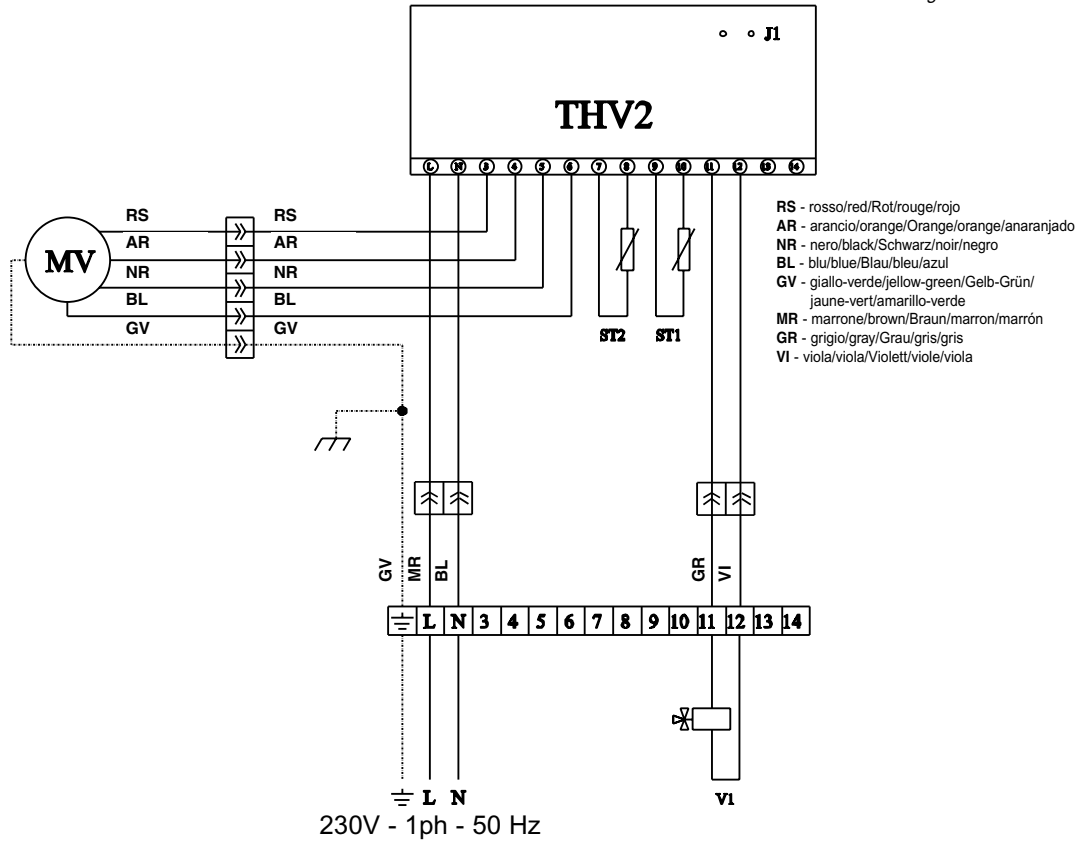 J1
THV2
L N 3 4 5 6 7 8 9 10 11 12 13 14
RS RS
AR AR
MV
NR NR
BL BL
GV GV
ST2 ST1
RS - rosso/red/Rot/rouge/rojo
AR - arancio/orange/Orange/orange/anaranjado
NR - nero/black/Schwarz/noir/negro
BL - blu/blue/Blau/bleu/azul
GV - giallo-verde/jellow-green/Gelb-Grün/
jaune-vert/amarillo-verde
MR - marrone/brown/Braun/marron/marrón
GR - grigio/gray/Grau/gris/gris
VI - viola/viola/Violett/viole/viola
GV MR BL GR VI
L N 3 4 5 6 7 8 9 10 11 12 13 14
L N V1
230V - 1ph - 50 Hz